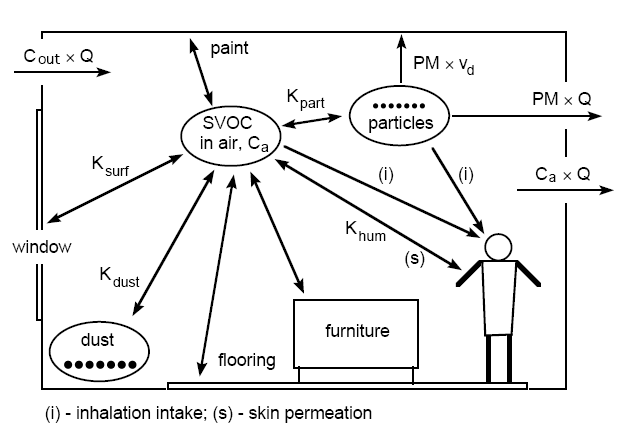 C_out × Q
paint
PM × v_d
K_part
PM × Q
particles
SVOC
in air, C_a
K_surf
(i)
(i)
C_a × Q
K_hum
(s)
window
K_dust
dust
furniture
flooring
(i) - inhalation intake; (s) - skin permeation